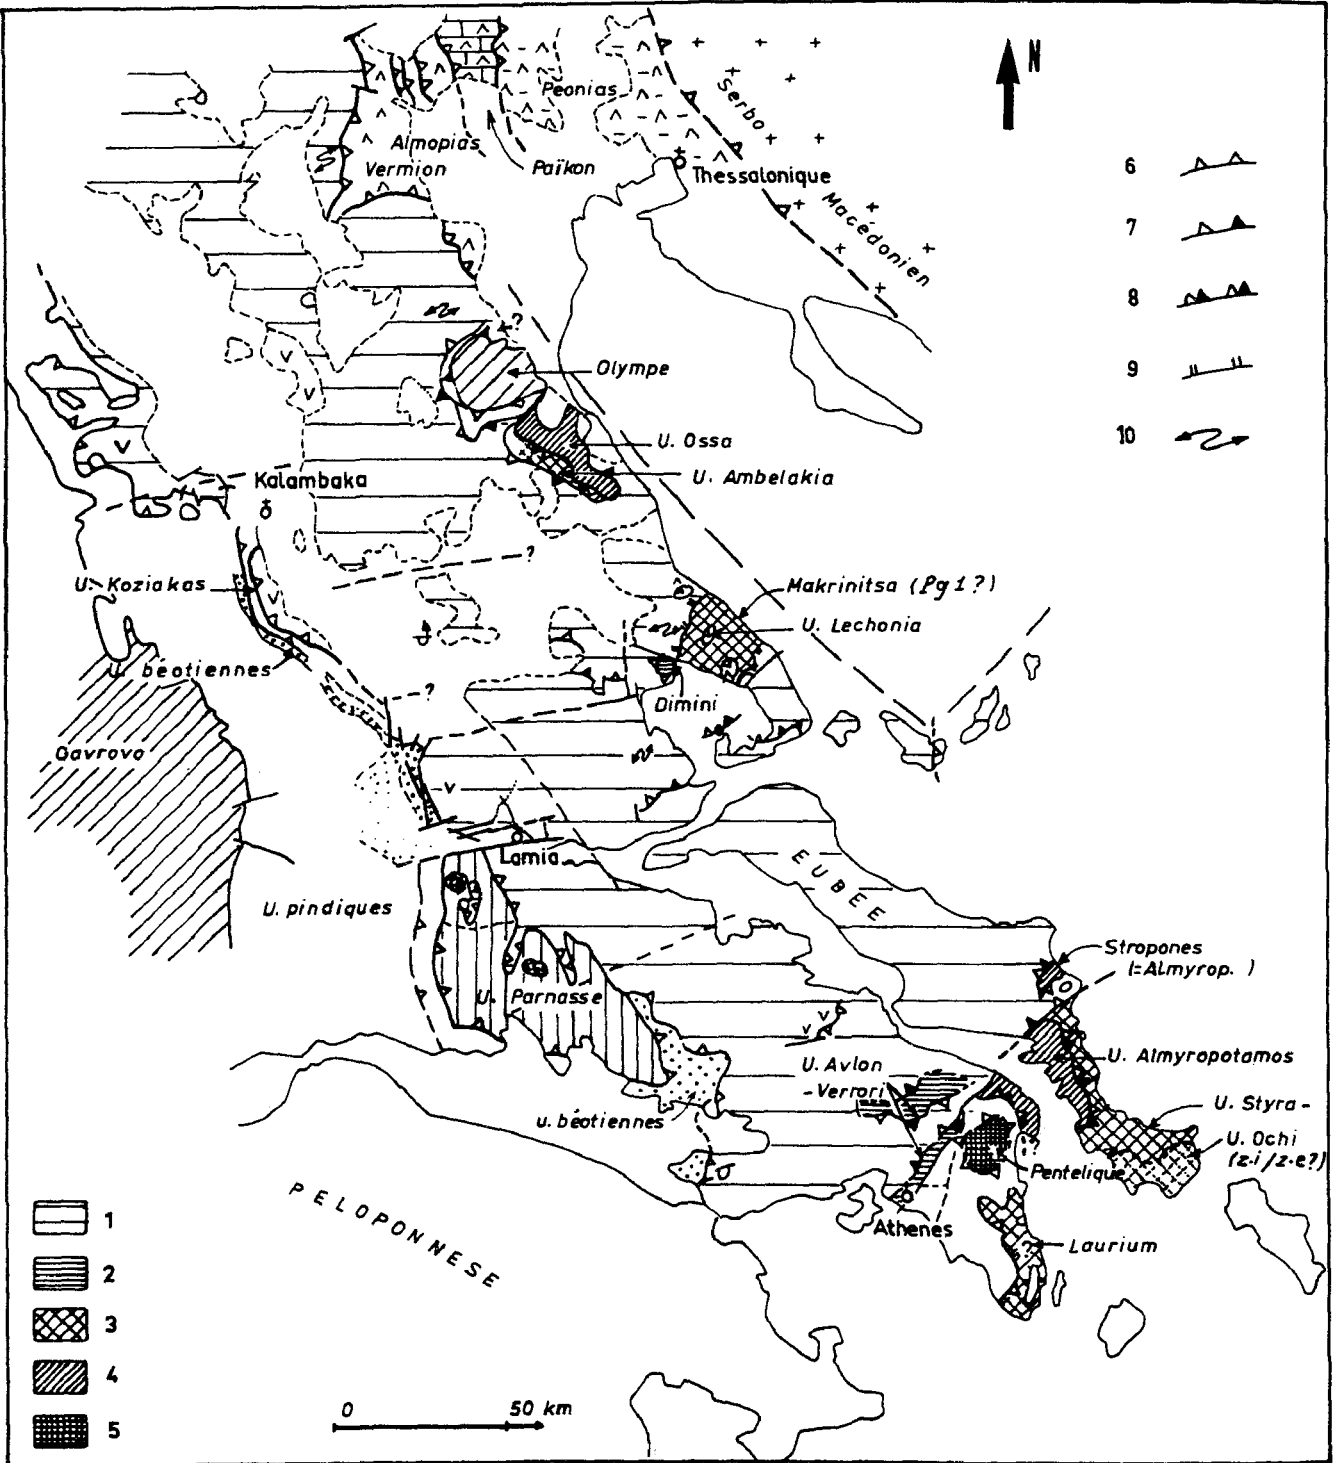 N
Peonias
Serbo
Almopias
Vermion
Païkon
Thessalonique
Macédonien
6
7
8
9
10
?
Olympe
U. Ossa
U. Ambelakia
Kalambaka
?
U. Koziakas
Makrinitsa (Pg 1?)
U. Lechonia
U. béotiennes
?
Dimini
Gavrovo
Lamia
EUBEE
U. pindiques
Stropones
(=Almyrop. )
U. Parnasse
U. Avlon
- Verrori
U. Almyropotamos
u. béotiennes
U. Styra -
U. Ochi
(z.i/z.e?)
?
Pentelique
PELOPONNESE
Athenes
? Laurium
1
2
3
4
5
0 50 km